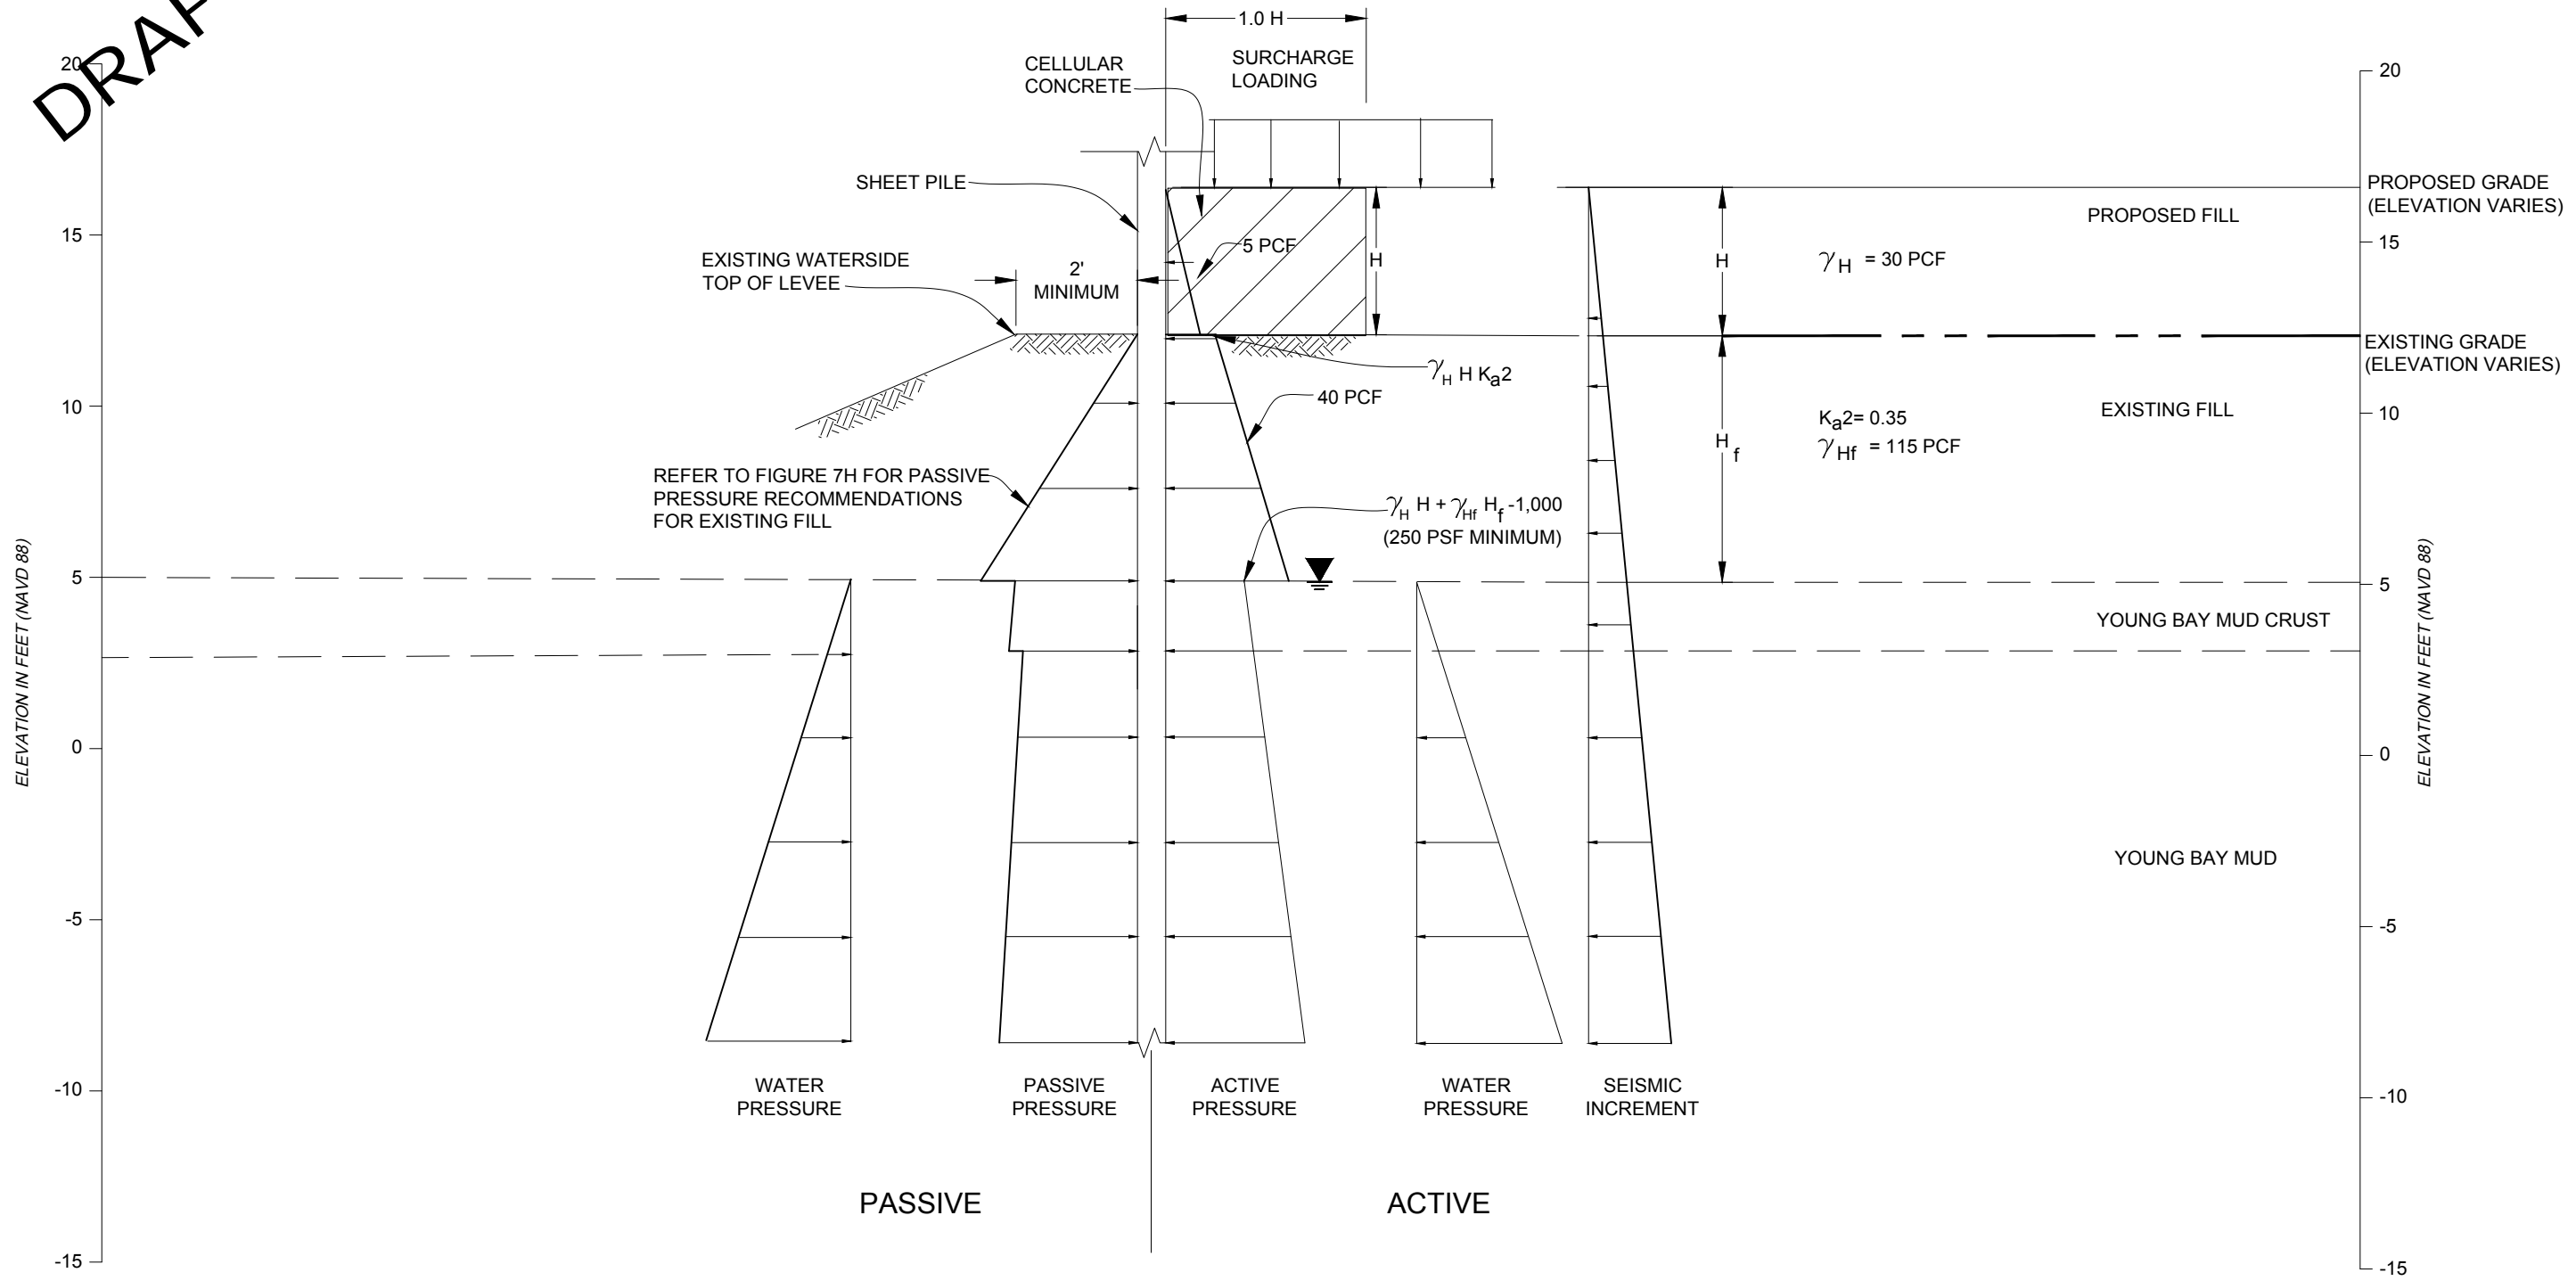 DRAF
1.0 H
SURCHARGE
LOADING
CELLULAR
CONCRETE
SHEET PILE
EXISTING WATERSIDE
TOP OF LEVEE
2'
MINIMUM
5 PCF
H
H
PROPOSED GRADE
(ELEVATION VARIES)
PROPOSED FILL
γH = 30 PCF
EXISTING GRADE
(ELEVATION VARIES)
γH H Ka2
40 PCF
EXISTING FILL
Ka2= 0.35
γHf = 115 PCF
Hf
REFER TO FIGURE 7H FOR PASSIVE
PRESSURE RECOMMENDATIONS
FOR EXISTING FILL
γH H + γHf Hf -1,000
(250 PSF MINIMUM)
YOUNG BAY MUD CRUST
YOUNG BAY MUD
20
15
10
5
0
-5
-10
-15
ELEVATION IN FEET (NAVD 88)
20
15
10
5
0
-5
-10
-15
ELEVATION IN FEET (NAVD 88)
WATER
PRESSURE
PASSIVE
PRESSURE
ACTIVE
PRESSURE
WATER
PRESSURE
SEISMIC
INCREMENT
PASSIVE
ACTIVE